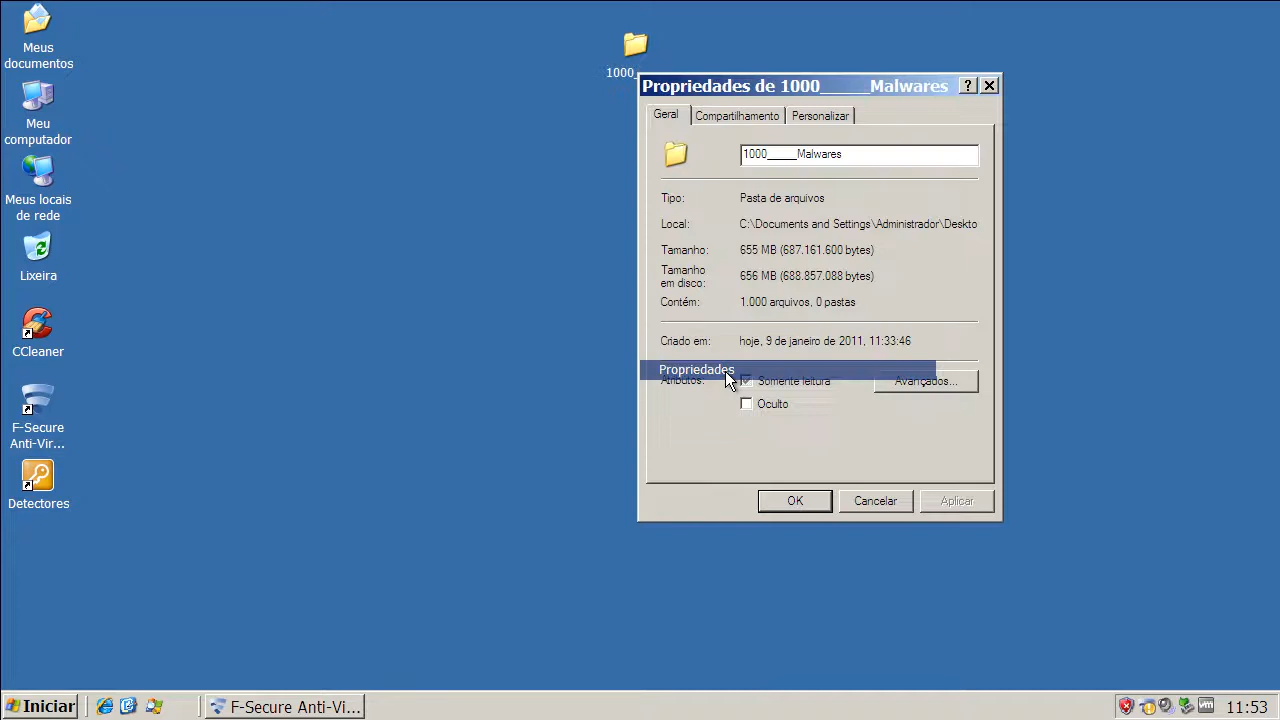 Meus
documentos
Meu
computador
Meus locais
de rede
Lixeira
CCleaner
F-Secure
Anti-Vir...
Detectores
1000_
Propriedades de 1000_____Malwares
Geral
Compartilhamento
Personalizar
1000_____Malwares
Tipo: Pasta de arquivos
Local: C:\Documents and Settings\Administrador\Deskto
Tamanho: 655 MB (687.161.600 bytes)
Tamanho
em disco: 656 MB (688.857.088 bytes)
Contém: 1.000 arquivos, 0 pastas
Criado em: hoje, 9 de janeiro de 2011, 11:33:46
Propriedades
Atributos: Somente leitura Avançados...
Oculto
OK Cancelar Aplicar
Iniciar
F-Secure Anti-Vi...
vm
11:53